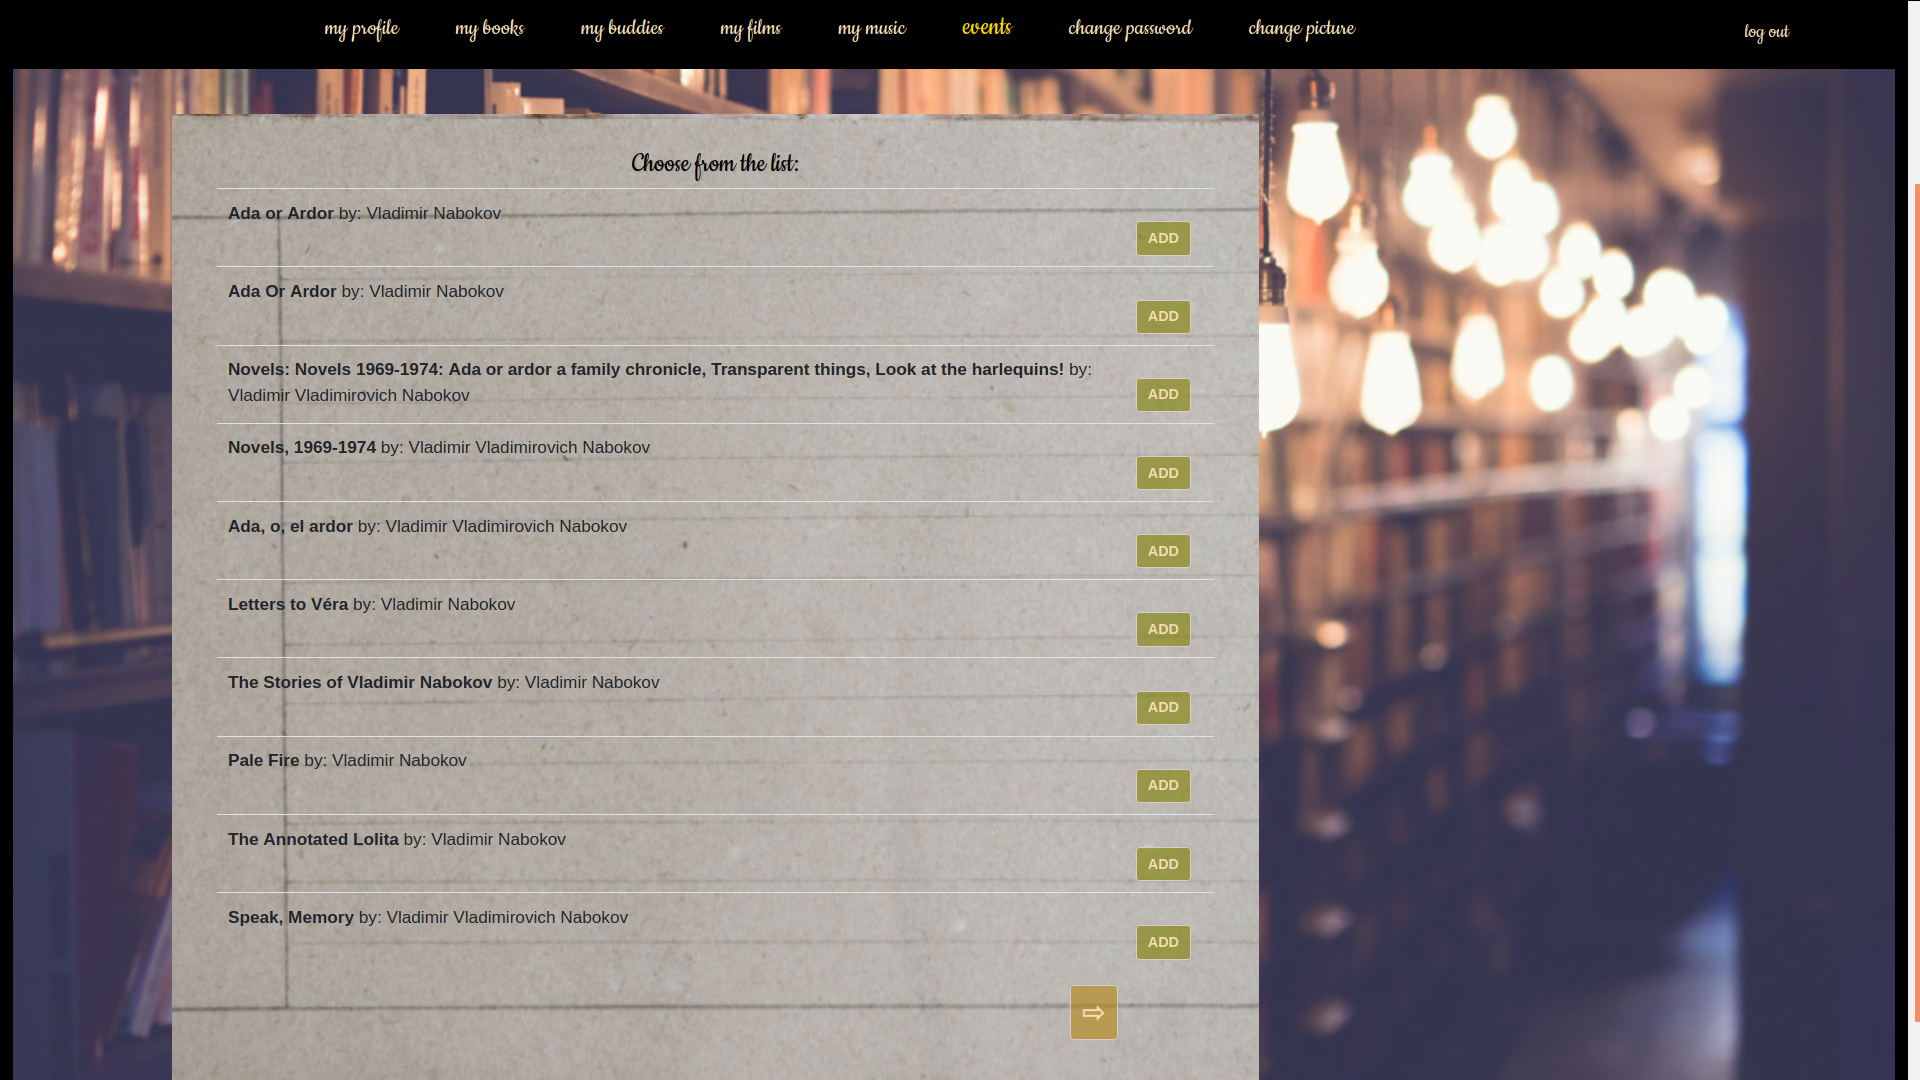 my profile my books my buddies my films my music events change password change picture log out
Choose from the list:
Ada or Ardor by: Vladimir Nabokov
ADD
Ada Or Ardor by: Vladimir Nabokov
ADD
Novels: Novels 1969-1974: Ada or ardor a family chronicle, Transparent things, Look at the harlequins! by:
Vladimir Vladimirovich Nabokov
ADD
Novels, 1969-1974 by: Vladimir Vladimirovich Nabokov
ADD
Ada, o, el ardor by: Vladimir Vladimirovich Nabokov
ADD
Letters to Véra by: Vladimir Nabokov
ADD
The Stories of Vladimir Nabokov by: Vladimir Nabokov
ADD
Pale Fire by: Vladimir Nabokov
ADD
The Annotated Lolita by: Vladimir Nabokov
ADD
Speak, Memory by: Vladimir Vladimirovich Nabokov
ADD
⇨